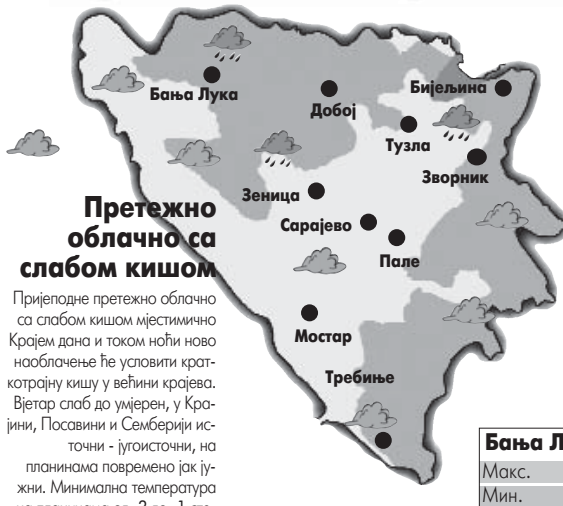 Бања Лука
Добој
Бијељина
Тузла
Зворник
Зеница
Сарајево
Пале
Мостар
Требиње
Претежно
облачно са
слабом кишом
Пријеподне претежно облачно
са слабом кишом мјестимично
Крајем дана и током ноћи ново
наоблачење ће условити крат-
котрајну кишу у већини крајева.
Вјетар слаб до умјерен, у Кра-
јини, Посавини и Семберији ис-
точни - југоисточни, на
планинама повремено јак ју-
жни. Минимална температура
Бања
Макс.
Мин.